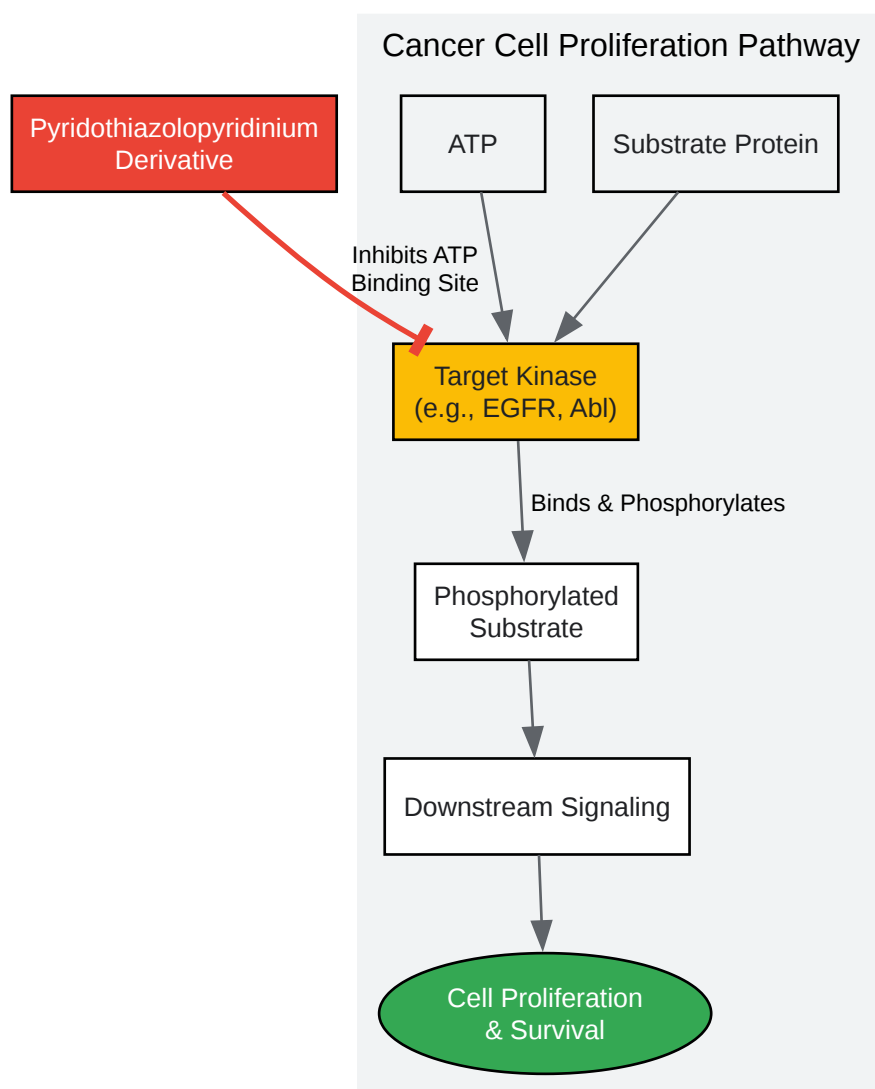 Cancer Cell Proliferation Pathway
Pyridothiazolopyridinium
Derivative
ATP
Substrate Protein
Inhibits ATP
Binding Site
Target Kinase
(e.g., EGFR, Abl)
Binds & Phosphorylates
Phosphorylated
Substrate
Downstream Signaling
Cell Proliferation
& Survival